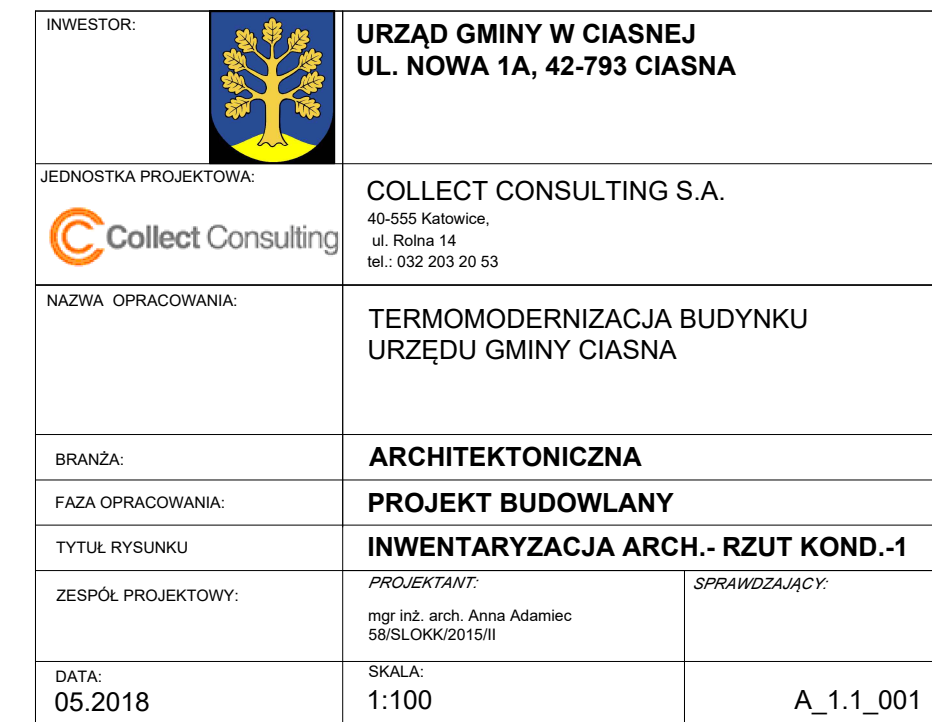 INWESTOR:
URZĄD GMINY W CIASNEJ
UL. NOWA 1A, 42-793 CIASNA
JEDNOSTKA PROJEKTOWA:
Collect Consulting
COLLECT CONSULTING S.A.
40-555 Katowice,
ul. Rolna 14
tel.: 032 203 20 53
NAZWA OPRACOWANIA:
TERMOMODERNIZACJA BUDYNKU
URZĘDU GMINY CIASNA
BRANŻA:
ARCHITEKTONICZNA
FAZA OPRACOWANIA:
PROJEKT BUDOWLANY
TYTUŁ RYSUNKU
INWENTARYZACJA ARCH.- RZUT KOND.-1
ZESPÓŁ PROJEKTOWY:
PROJEKTANT:
mgr inż. arch. Anna Adamiec
58/SLOKK/2015/II
SPRAWDZAJĄCY:
DATA:
05.2018
SKALA:
1:100
A_1.1_001